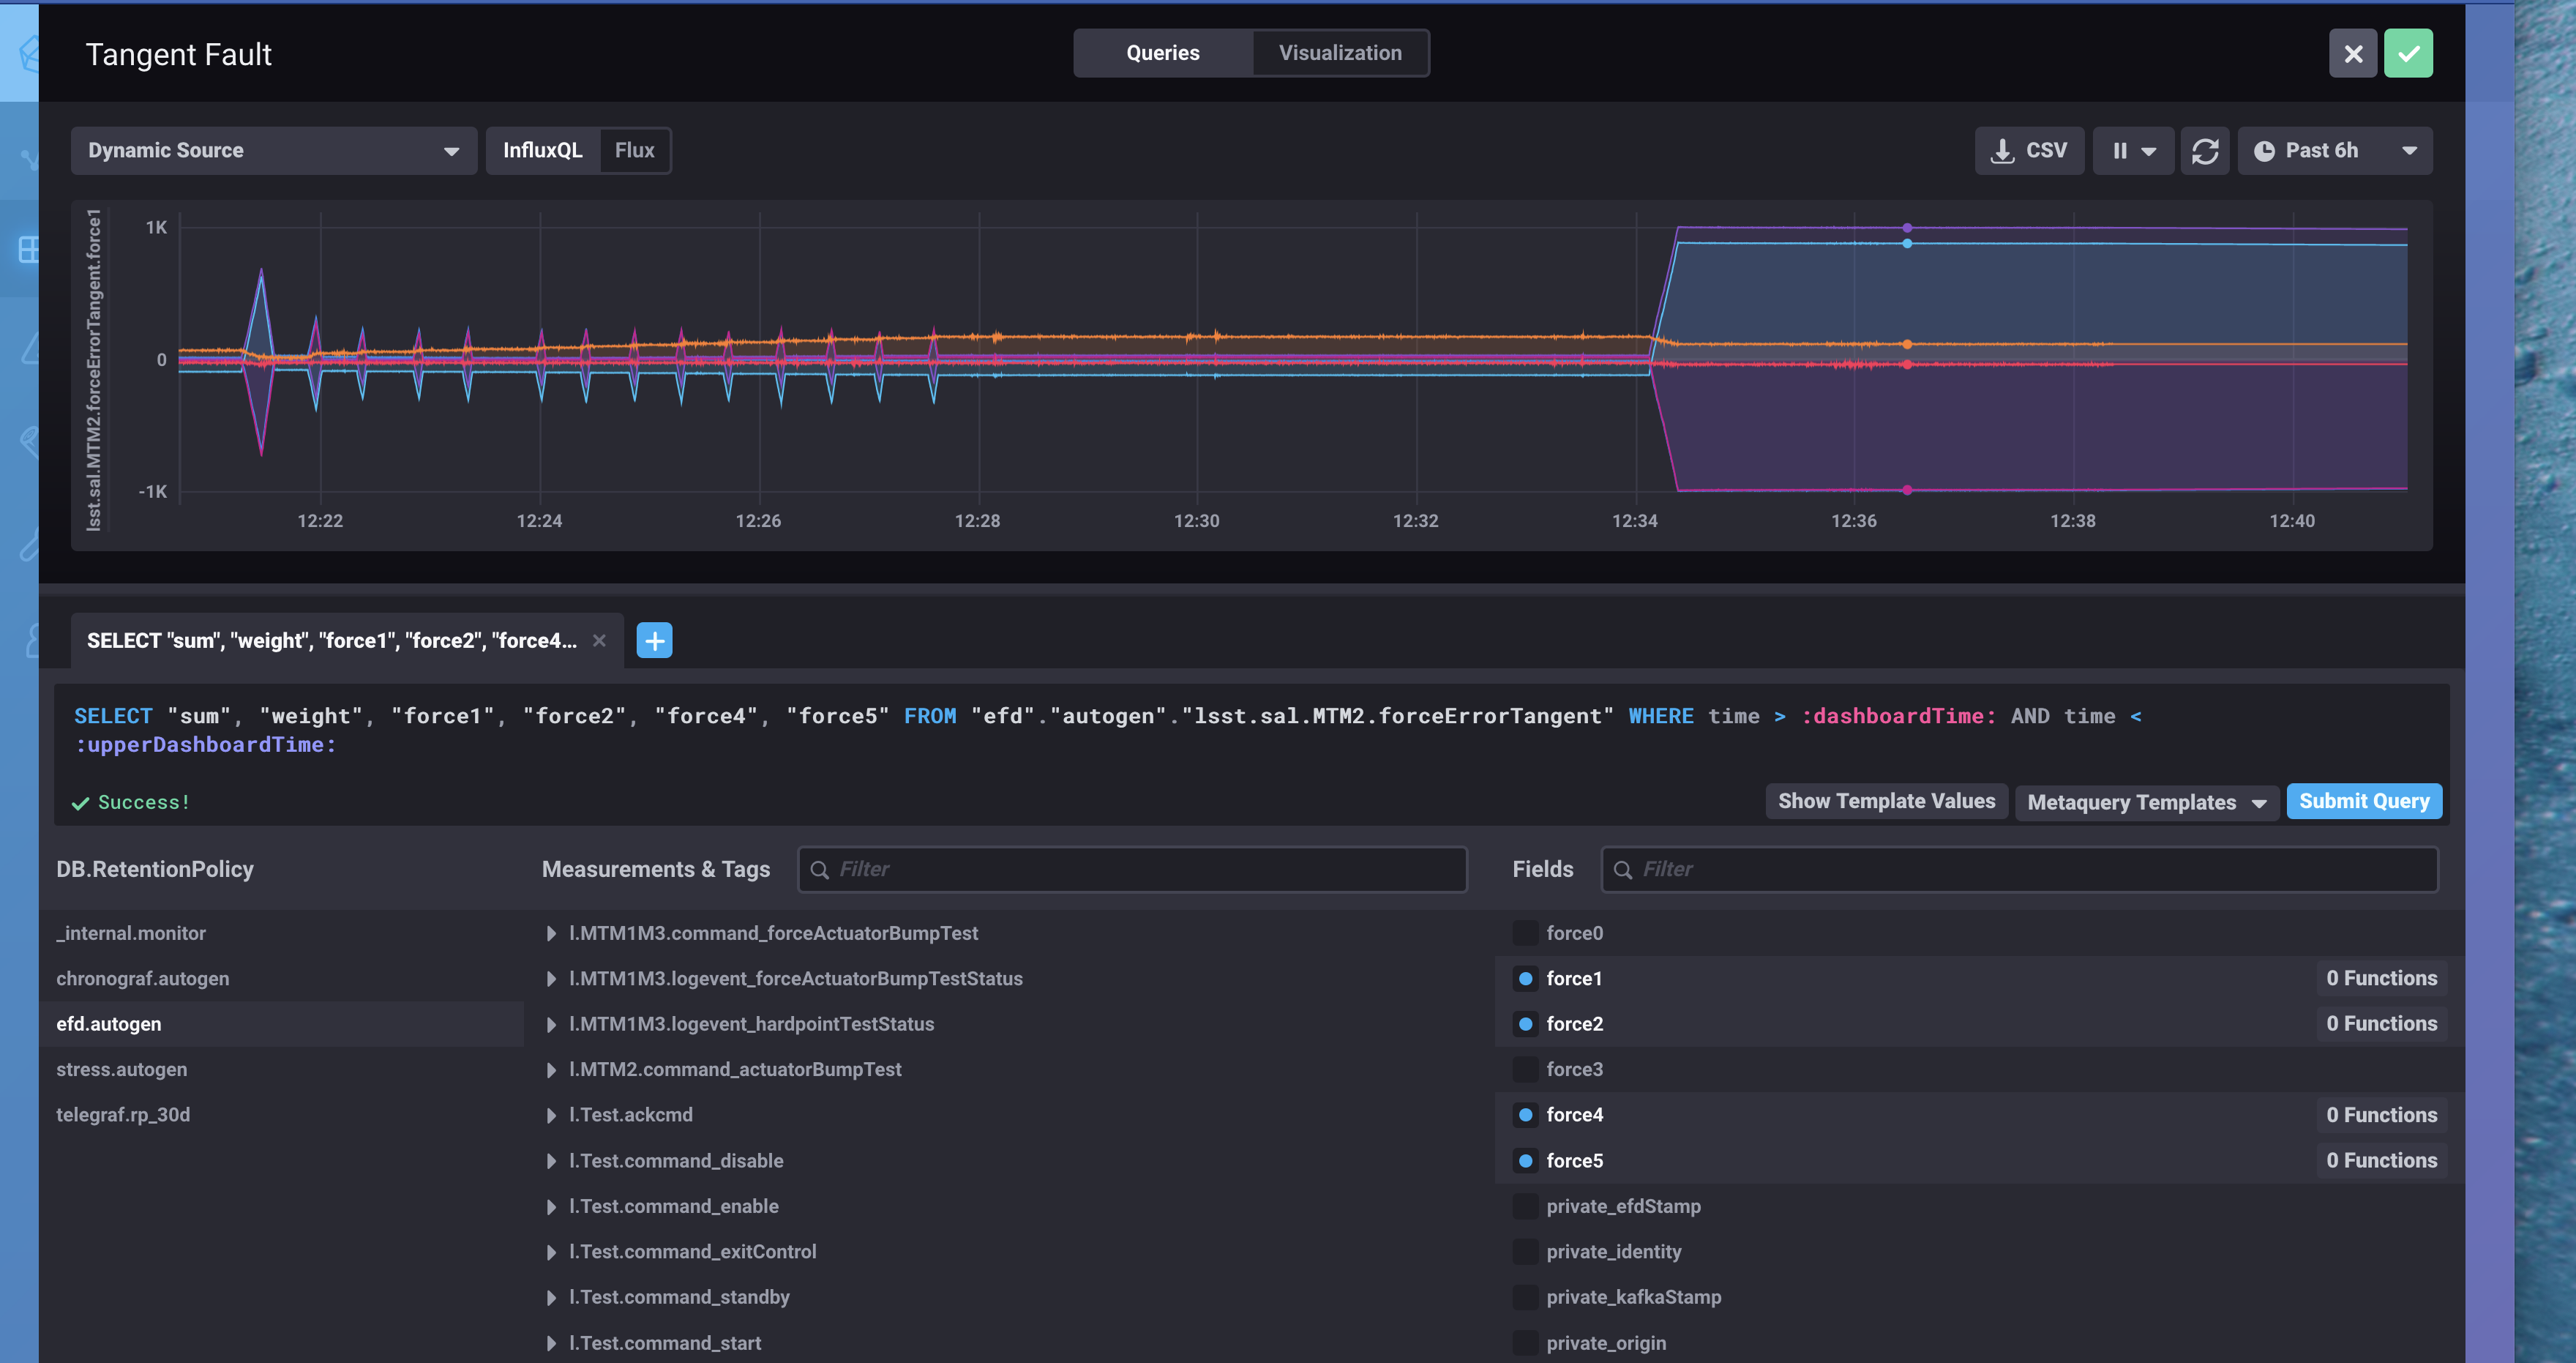 Tangent Fault
Queries
Visualization
Dynamic Source
InfluxQL
Flux
CSV
Past 6h
lsst.sal.MTM2.forceErrorTangent.force1
1K
0
-1K
12:22
12:24
12:26
12:28
12:30
12:32
12:34
12:36
12:38
12:40
SELECT "sum", "weight", "force1", "force2", "force4...
SELECT "sum", "weight", "force1", "force2", "force4", "force5" FROM "efd"."autogen"."lsst.sal.MTM2.forceErrorTangent" WHERE time > :dashboardTime: AND time <
:upperDashboardTime:
Success!
Show Template Values
Metaquery Templates
Submit Query
DB.RetentionPolicy
_internal.monitor
chronograf.autogen
efd.autogen
stress.autogen
telegraf.rp_30d
Measurements & Tags
Filter
l.MTM1M3.command_forceActuatorBumpTest
l.MTM1M3.logevent_forceActuatorBumpTestStatus
l.MTM1M3.logevent_hardpointTestStatus
l.MTM2.command_actuatorBumpTest
l.Test.ackcmd
l.Test.command_disable
l.Test.command_enable
l.Test.command_exitControl
l.Test.command_standby
l.Test.command_start
Fields
Filter
force0
force1 0 Functions
force2 0 Functions
force3
force4 0 Functions
force5 0 Functions
private_efdStamp
private_identity
private_kafkaStamp
private_origin